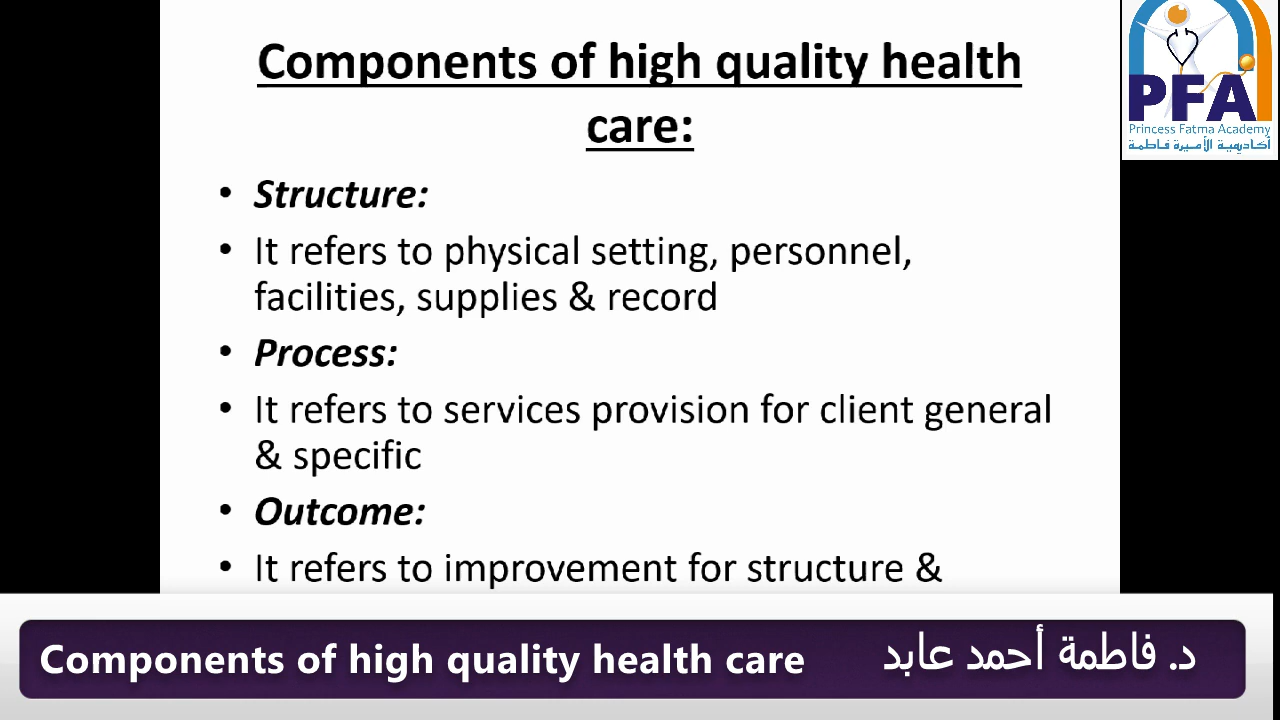 Components of high quality health
care:
PFA
Princess Fatma Academy
أكاديمية الأميرة فاطمة
• Structure:
• It refers to physical setting, personnel,
facilities, supplies & record
• Process:
• It refers to services provision for client general
& specific
• Outcome:
• It refers to improvement for structure &
Components of high quality health care
د. فاطمة أحمد عابد